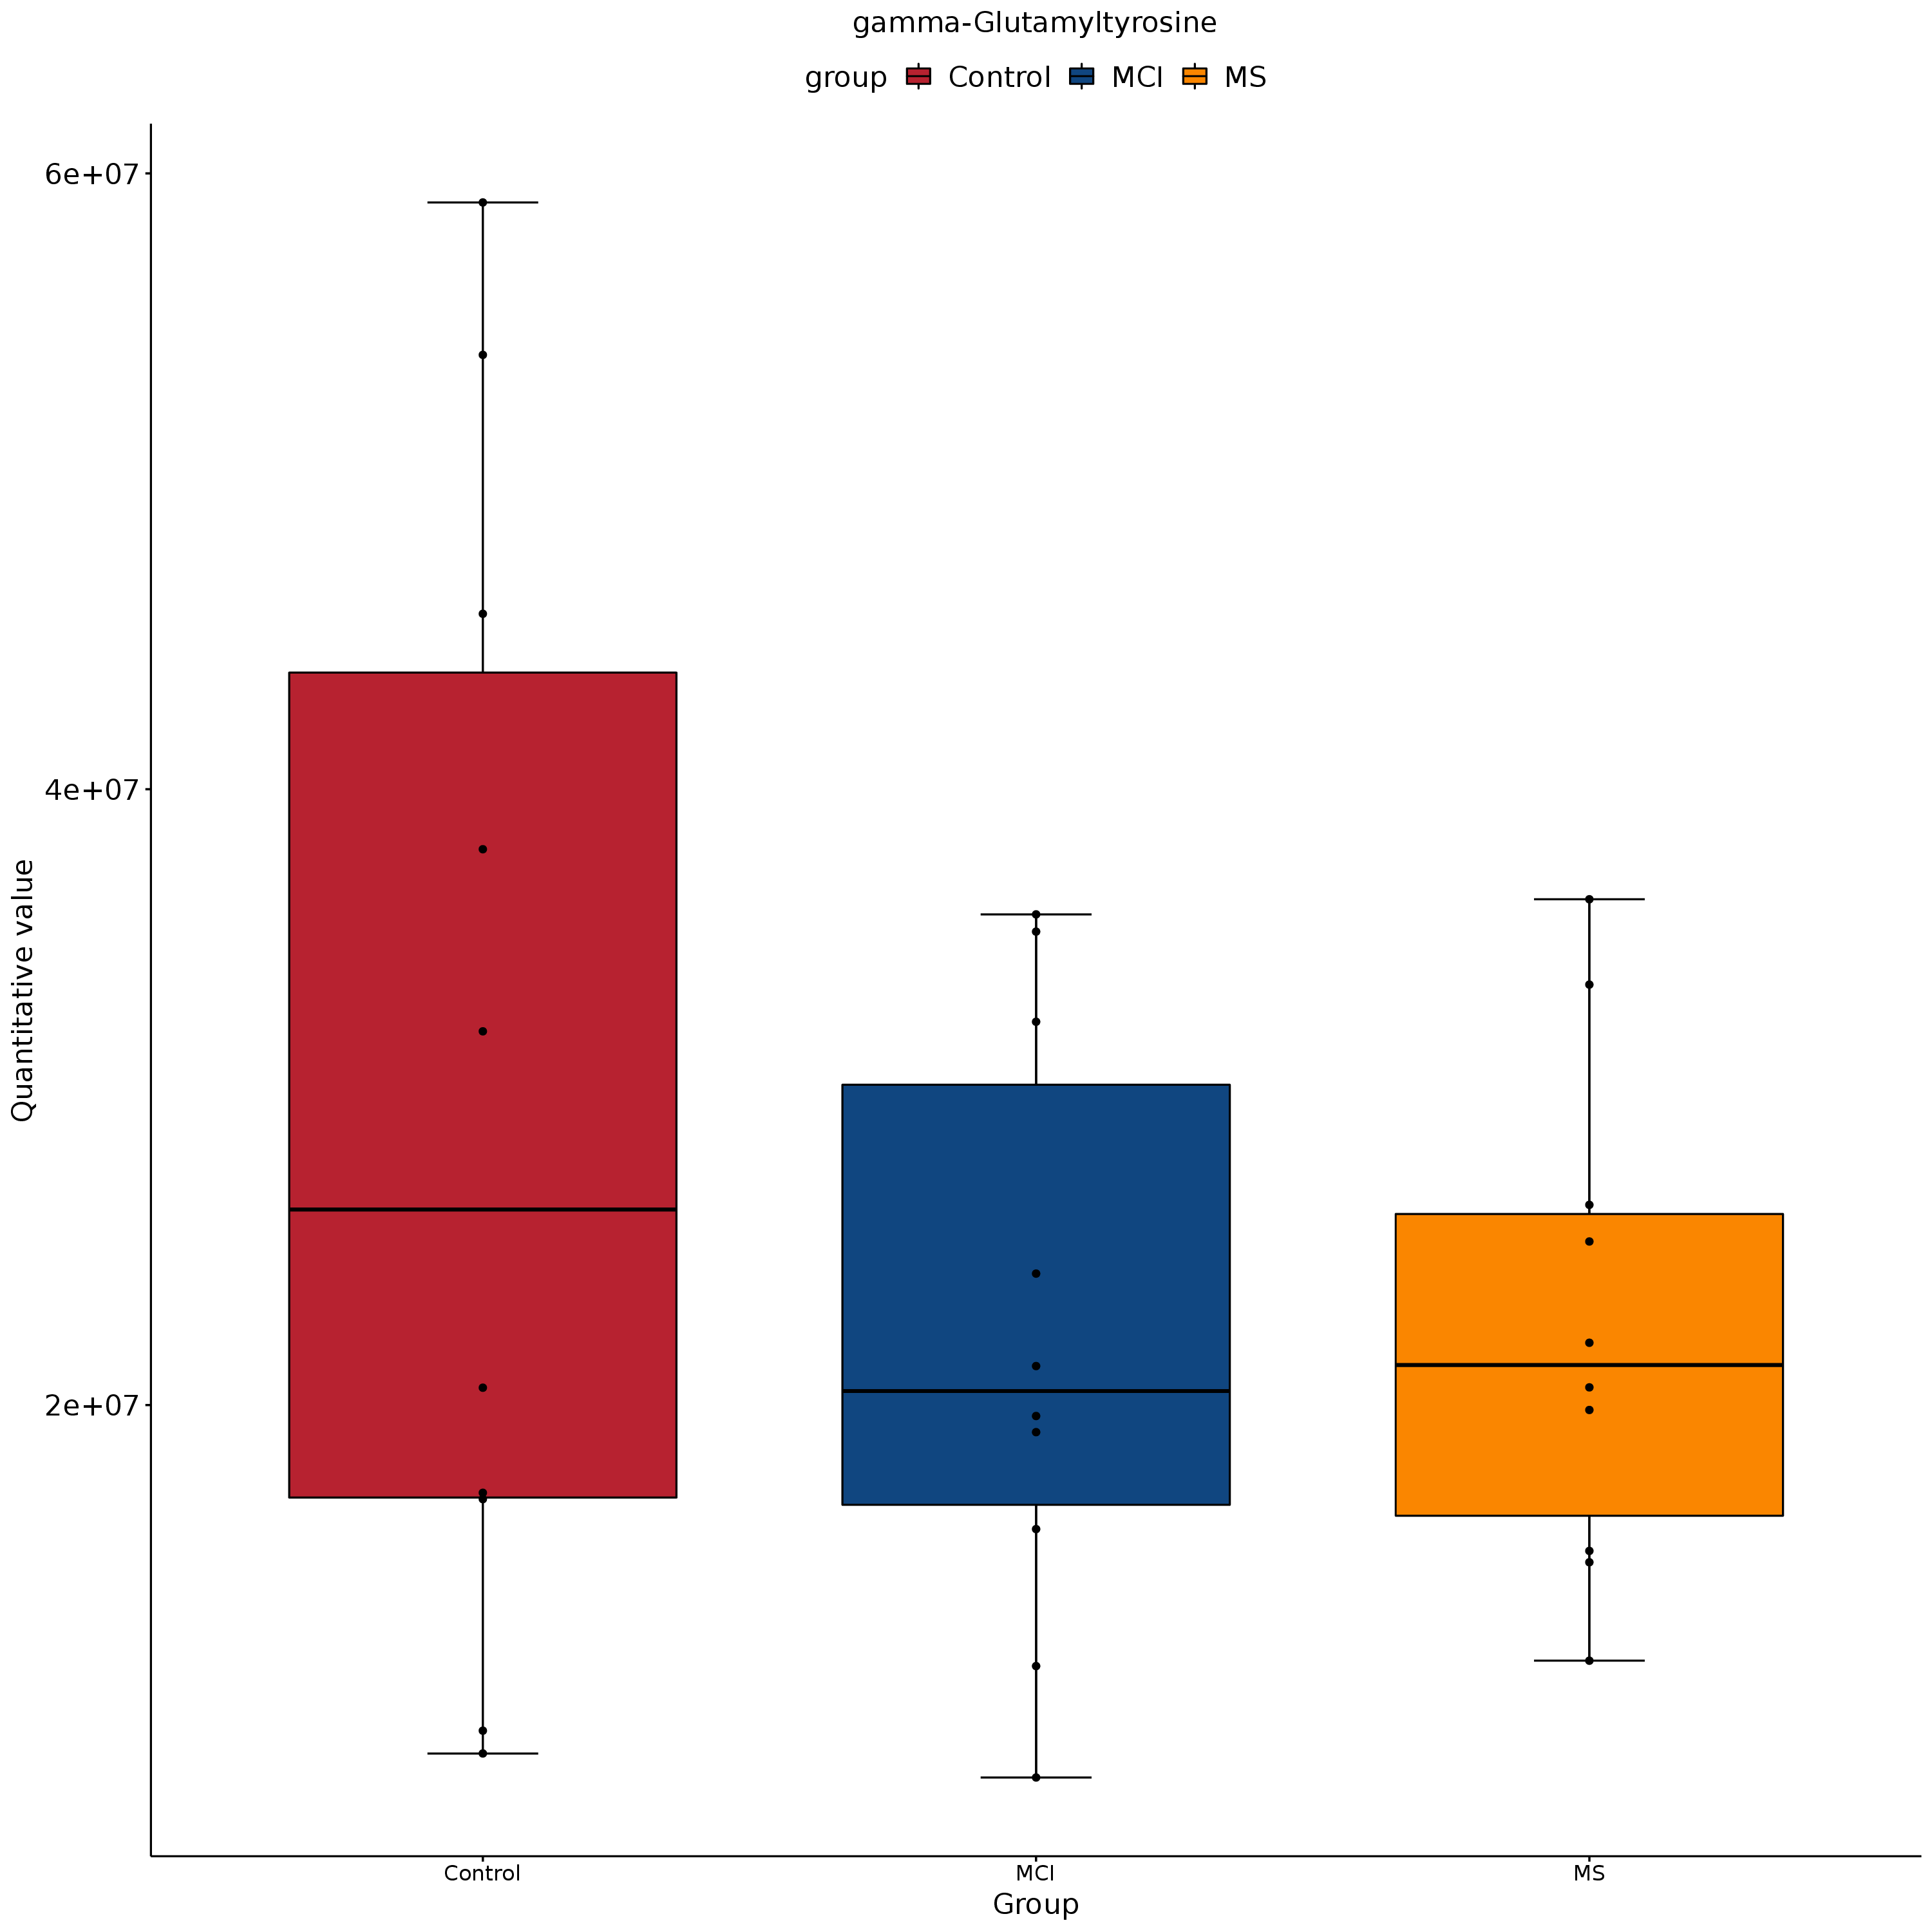 gamma-Glutamyltyrosine
group Control MCI MS
6e+07
4e+07
2e+07
Quantitative value
Control MCI MS
Group